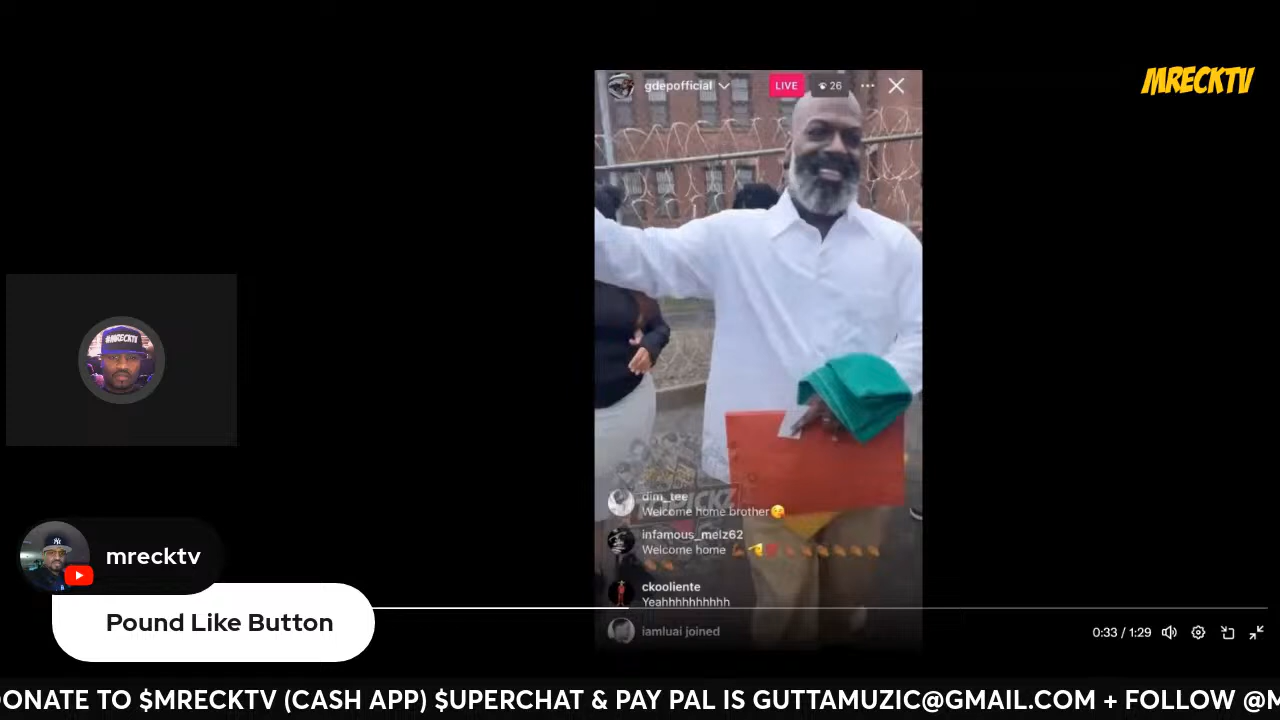 MRECKTV
gdepofficial
LIVE
26
#MRECKTV
dim_tee
Welcome home brother😘
infamous_melz62
Welcome home
ckooliente
Yeahhhhhhhhhh
iamluai joined
mrecktv
Pound Like Button
0:33 / 1:29
ONATE TO $MRECKTV (CASH APP) $UPERCHAT & PAY PAL IS GUTTAMUZIC@GMAIL.COM + FOLLOW @M